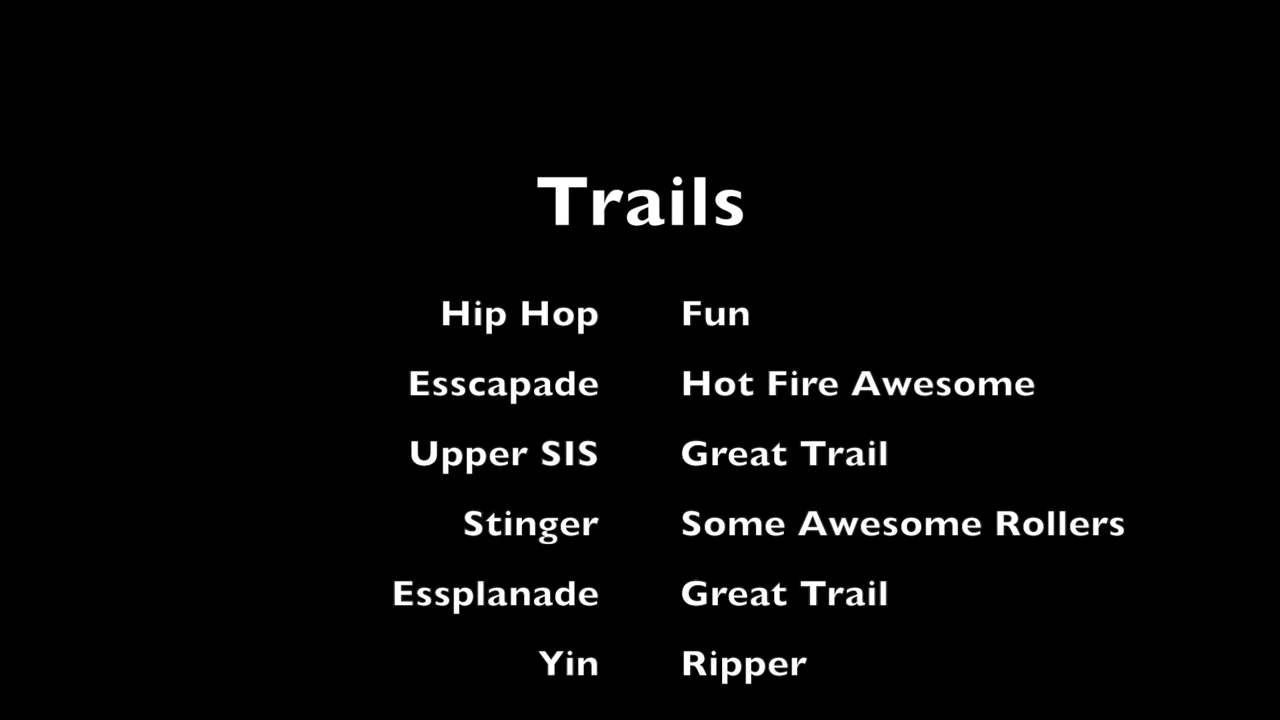 Trails
Hip Hop Fun
Esscapade Hot Fire Awesome
Upper SIS Great Trail
Stinger Some Awesome Rollers
Essplanade Great Trail
Yin Ripper